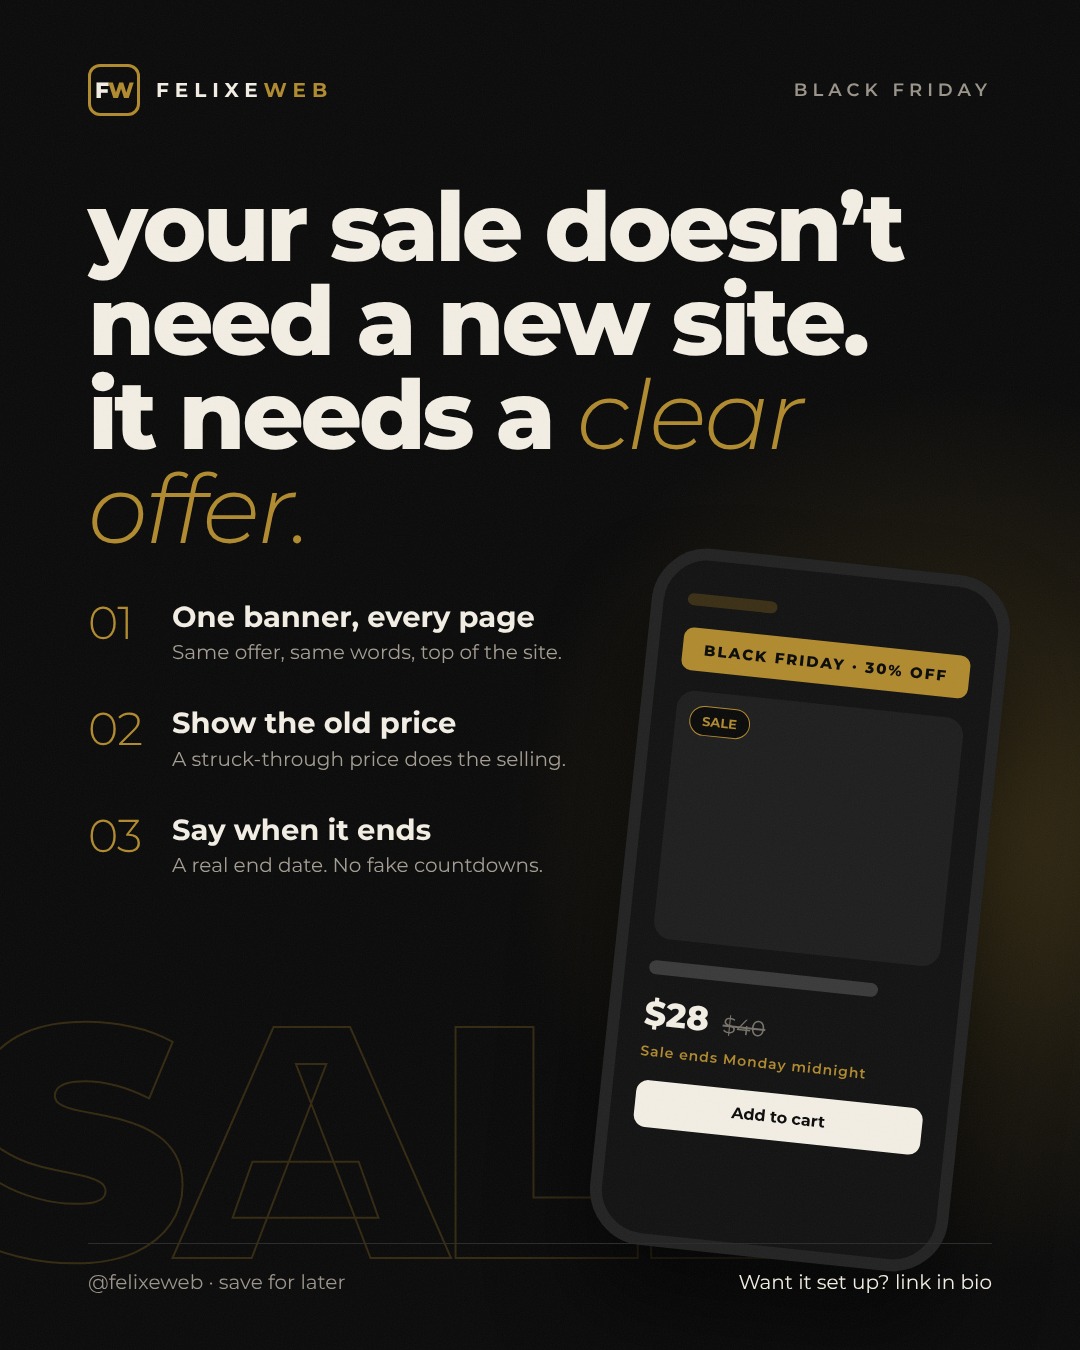 FW FELIXEWEB
BLACK FRIDAY
your sale doesn’t
need a new site.
it needs a clear
offer.
01 One banner, every page
Same offer, same words, top of the site.
02 Show the old price
A struck-through price does the selling.
03 Say when it ends
A real end date. No fake countdowns.
BLACK FRIDAY · 30% OFF
SALE
$28 $40
Sale ends Monday midnight
Add to cart
SAL
@felixeweb · save for later
Want it set up? link in bio